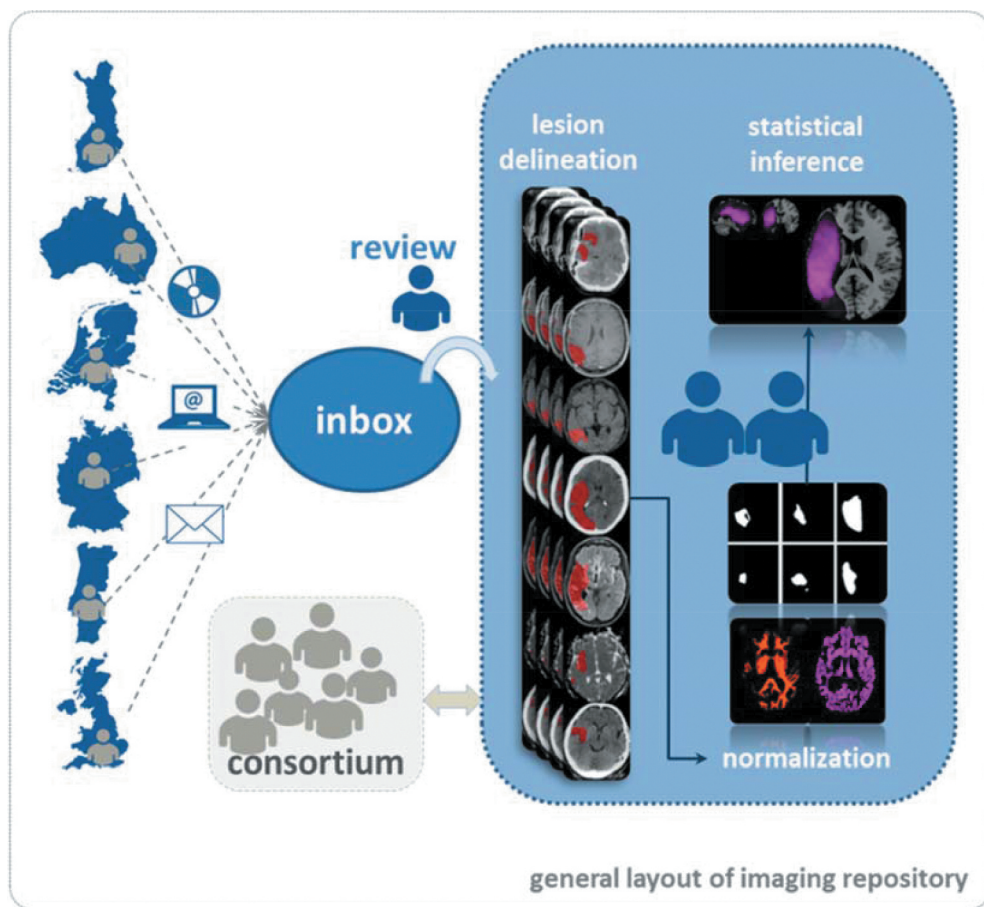 lesion
delineation
statistical
inference
review
@
inbox
consortium
normalization
general layout of imaging repository